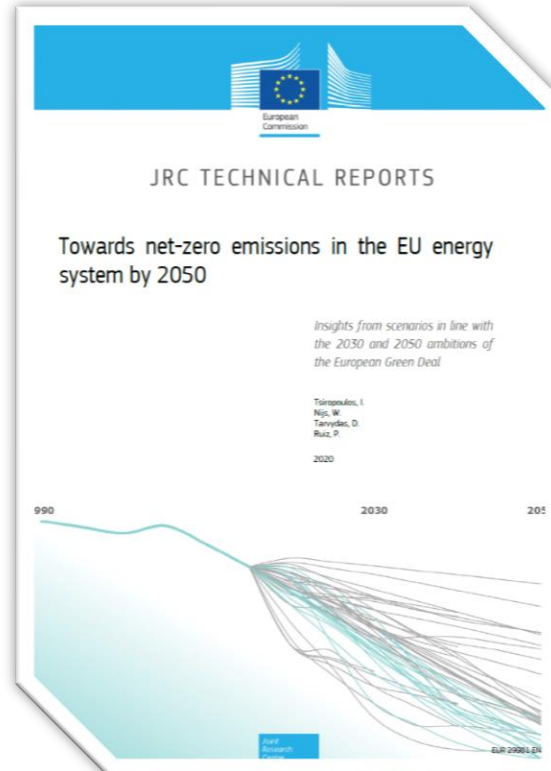 European
Commission
JRC TECHNICAL REPORTS
Towards net-zero emissions in the EU energy
system by 2050
Insights from scenarios in line with
the 2030 and 2050 ambitions of
the European Green Deal
Tsiropoulos, I.
Nijs, W.
Tarvydas, D.
Ruiz, P.
2020
990 2030 205
Joint
Research
Centre
EUR 29981 EN